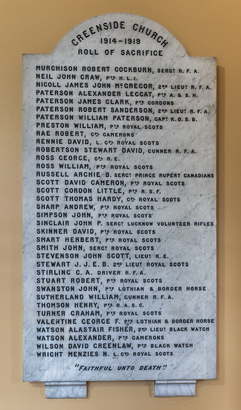 GREENSIDE CHURCH
1914-1919
ROLL OF SACRIFICE
MURCHISON ROBERT COCKBURN, SERGT R. F. A.
NEIL JOHN CRAW, PTE H. L. I.
NICOLL JAMES JOHN McGREGOR, 2ND LIEUT R. F. A.
PATERSON ALEXANDER LEGGAT, PTE A. & S. H.
PATERSON JAMES CLARK, PTE GORDONS
PATERSON ROBERT SANDERSON, 2ND LIEUT R. F. A.
PATERSON WILLIAM PATERSON, CAPT K. O. S. B.
PRESTON WILLIAM, PTE ROYAL SCOTS
RAE ROBERT, CPL CAMERONS
RENNIE DAVID, L. CPL ROYAL SCOTS
ROBERTSON STEWART DAVID, GUNNER R. F. A.
ROSS GEORGE, R. E.
ROSS WILLIAM, PTE ROYAL SCOTS
RUSSELL ARCHIE B. SERGT PRINCE RUPERT CANADIANS
SCOTT DAVID CAMERON, PTE ROYAL SCOTS
SCOTT GORDON LITTLE, PTE R. S. F.
SCOTT THOMAS HARDY, CPL ROYAL SCOTS
SHARP ANDREW, PTE ROYAL SCOTS
SIMPSON JOHN, PTE ROYAL SCOTS
SINCLAIR JOHN F. SERGT LUCKNOW VOLUNTEER RIFLES
SKINNER DAVID, PTE ROYAL SCOTS
SMART HERBERT, PTE ROYAL SCOTS
SMITH JOHN, SERGT ROYAL SCOTS
STEVENSON JOHN SCOTT, LIEUT R. E.
STEWART J. J. E. D. 2ND LIEUT ROYAL SCOTS
STIRLING C. A. DRIVER R. F. A.
STUART ROBERT, PTE ROYAL SCOTS
SWANSTON JOHN, PTE LOTHIAN & BORDER HORSE
SUTHERLAND WILLIAM, GUNNER R. F. A.
THOMSON HENRY, PTE R. A. S. C.
TURNER GRAHAM, PTE ROYAL SCOTS
VALENTINE GEORGE F. PTE LOTHIAN & BORDER HORSE
WATSON ALASTAIR FISHER, 2ND LIEUT BLACK WATCH
WATSON ALEXANDER, PTE CAMERONS
WILSON DAVID GREENLAW, PTE BLACK WATCH
WRIGHT MENZIES N. L. CPL ROYAL SCOTS
"FAITHFUL UNTO DEATH"